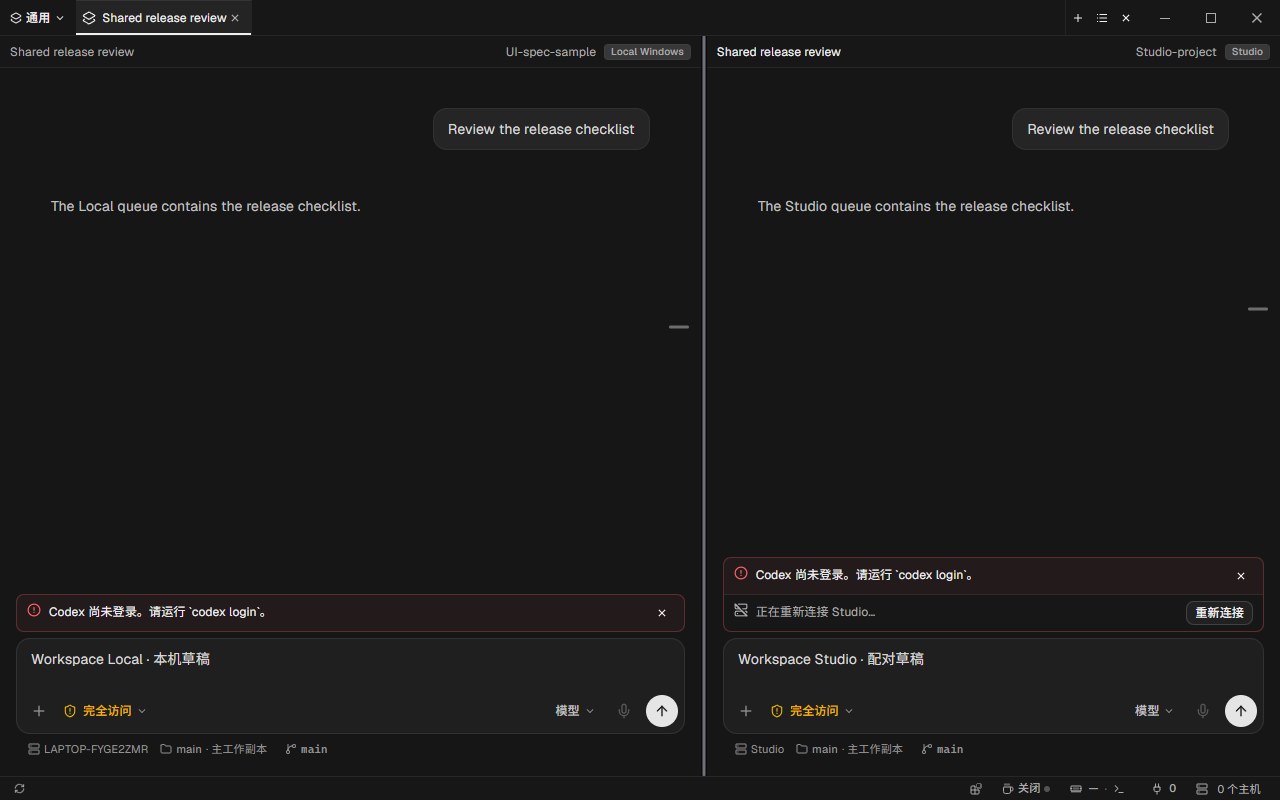 通用 Shared release review
Shared release review UI-spec-sample Local Windows
Review the release checklist
The Local queue contains the release checklist.
Codex 尚未登录。请运行 `codex login`。
Workspace Local · 本机草稿
完全访问 模型
LAPTOP-FYGE2ZMR main · 主工作副本 main
Shared release review Studio-project Studio
Review the release checklist
The Studio queue contains the release checklist.
Codex 尚未登录。请运行 `codex login`。
正在重新连接 Studio… 重新连接
Workspace Studio · 配对草稿
完全访问 模型
Studio main · 主工作副本 main
关闭 — · 0 0 个主机